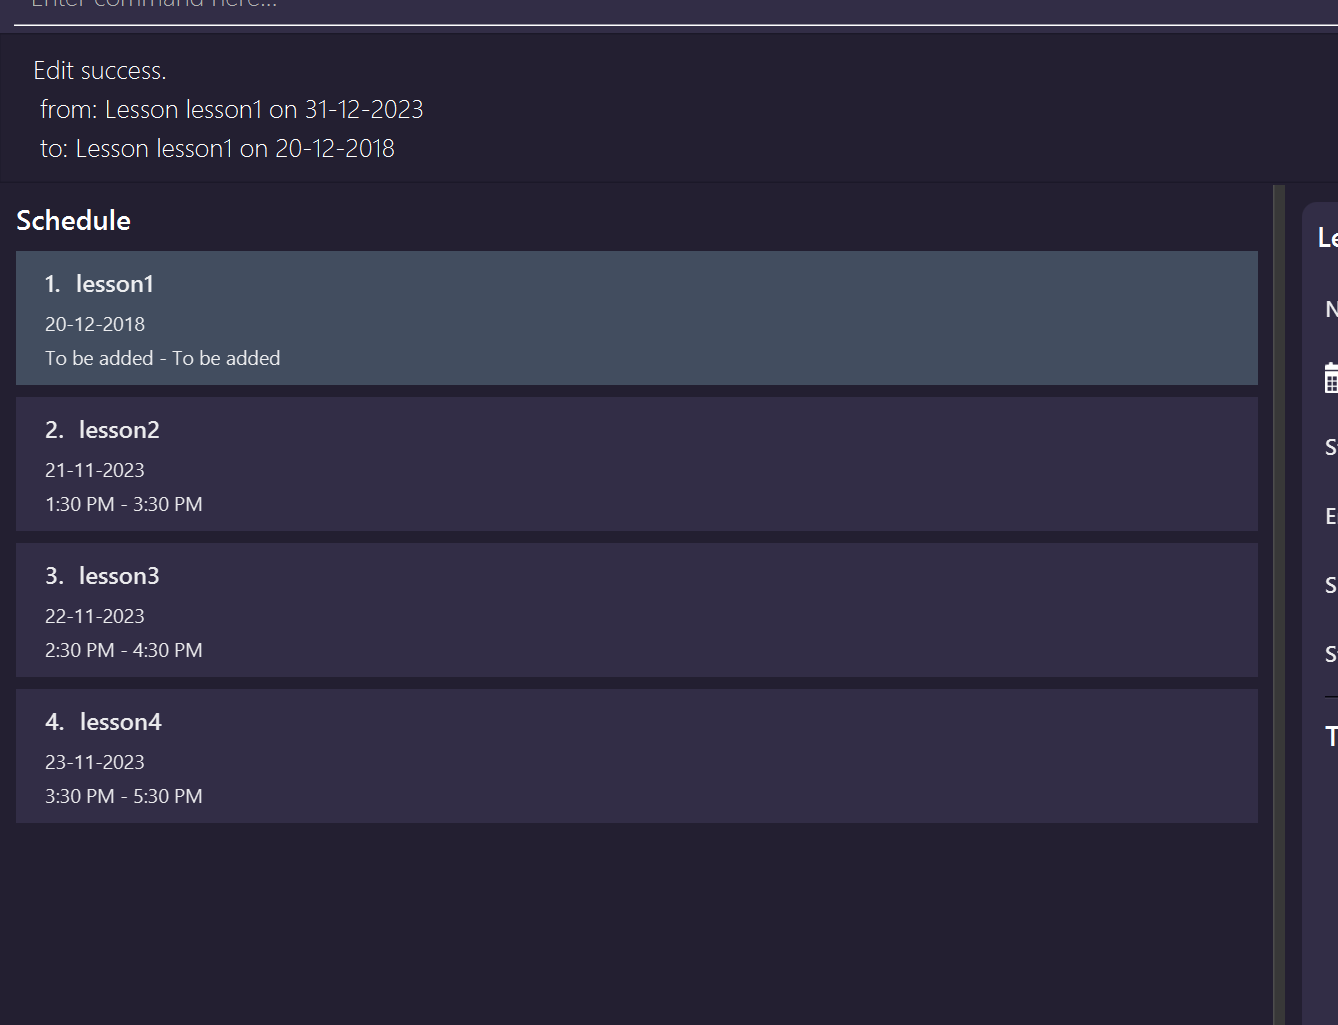 Enter command here...
Edit success.
from: Lesson lesson1 on 31-12-2023
to: Lesson lesson1 on 20-12-2018
Schedule
1. lesson1
20-12-2018
To be added - To be added
2. lesson2
21-11-2023
1:30 PM - 3:30 PM
3. lesson3
22-11-2023
2:30 PM - 4:30 PM
4. lesson4
23-11-2023
3:30 PM - 5:30 PM